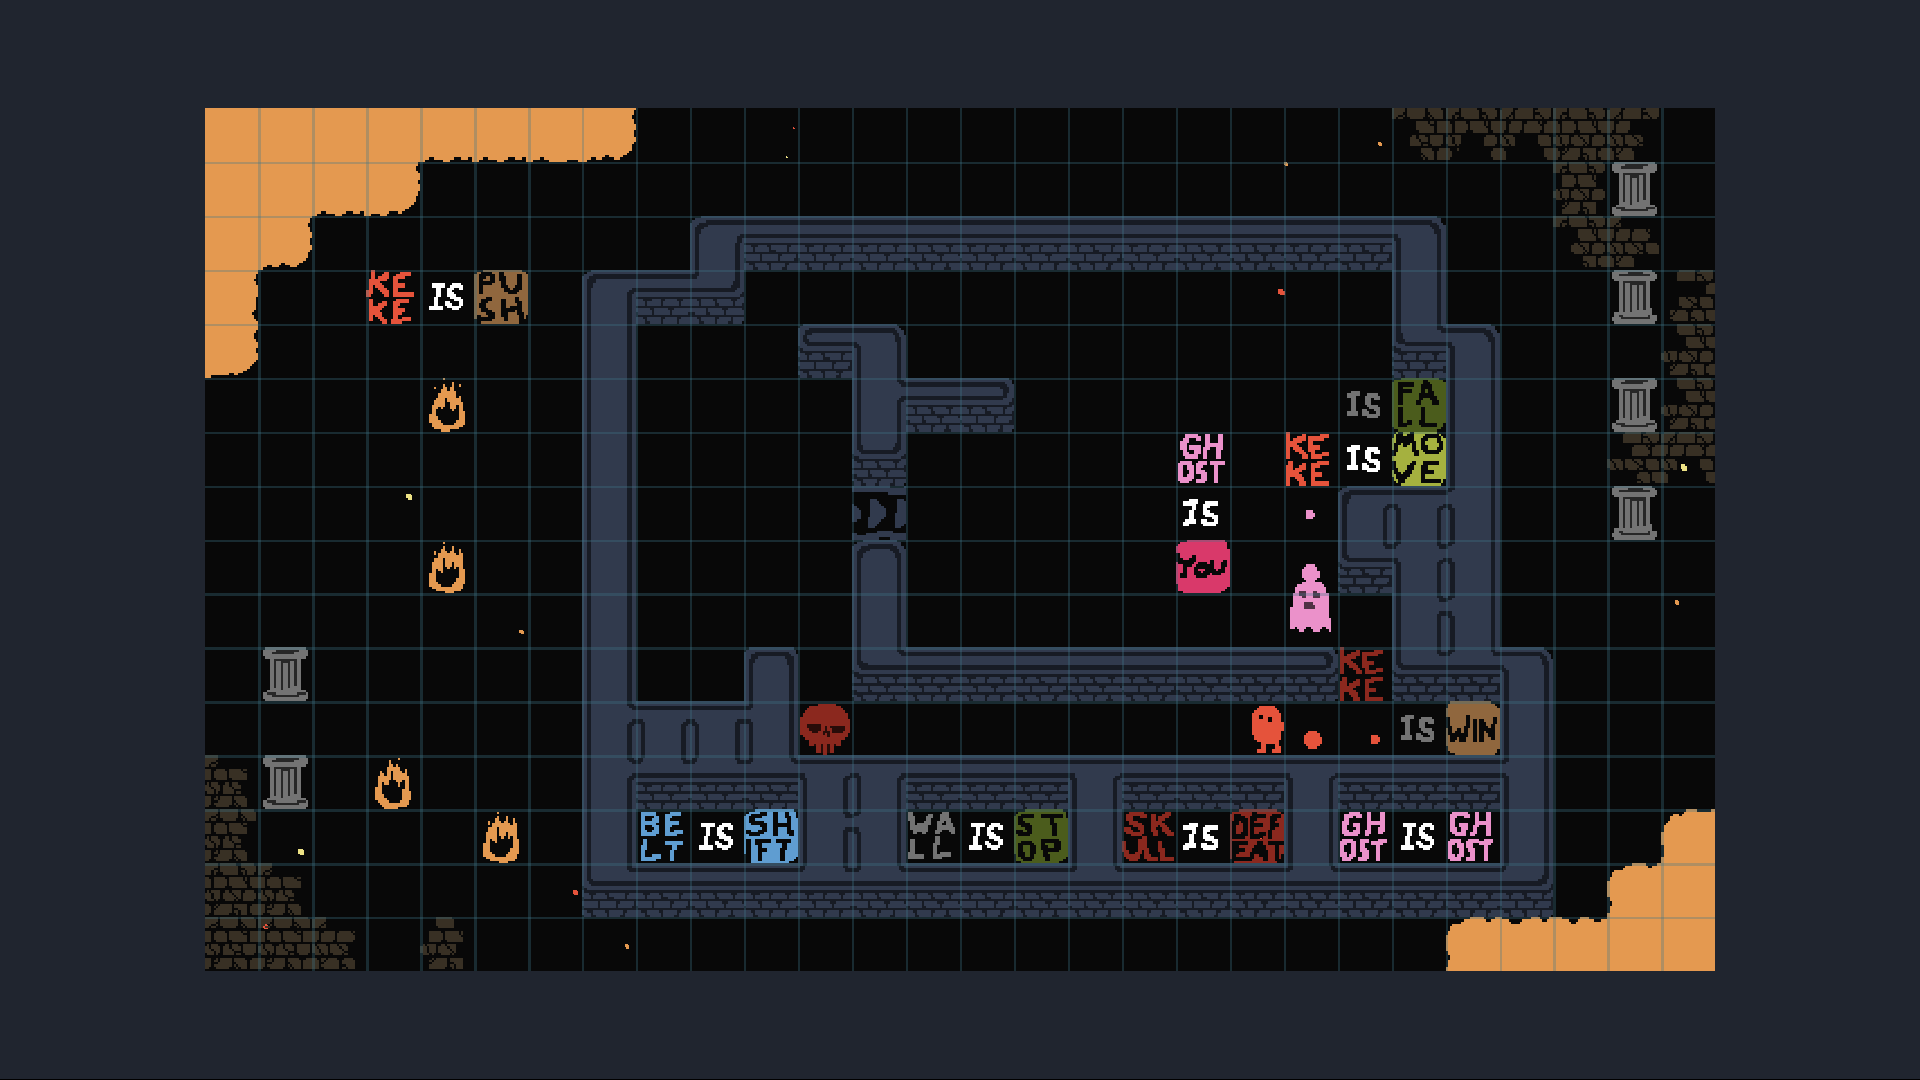 KEKE IS PUSH
IS FALL
GHOST KEKE IS MOVE
IS
YOU
KEKE
IS WIN
BELT IS SHIFT WALL IS STOP SKULL IS DEFEAT GHOST IS GHOST